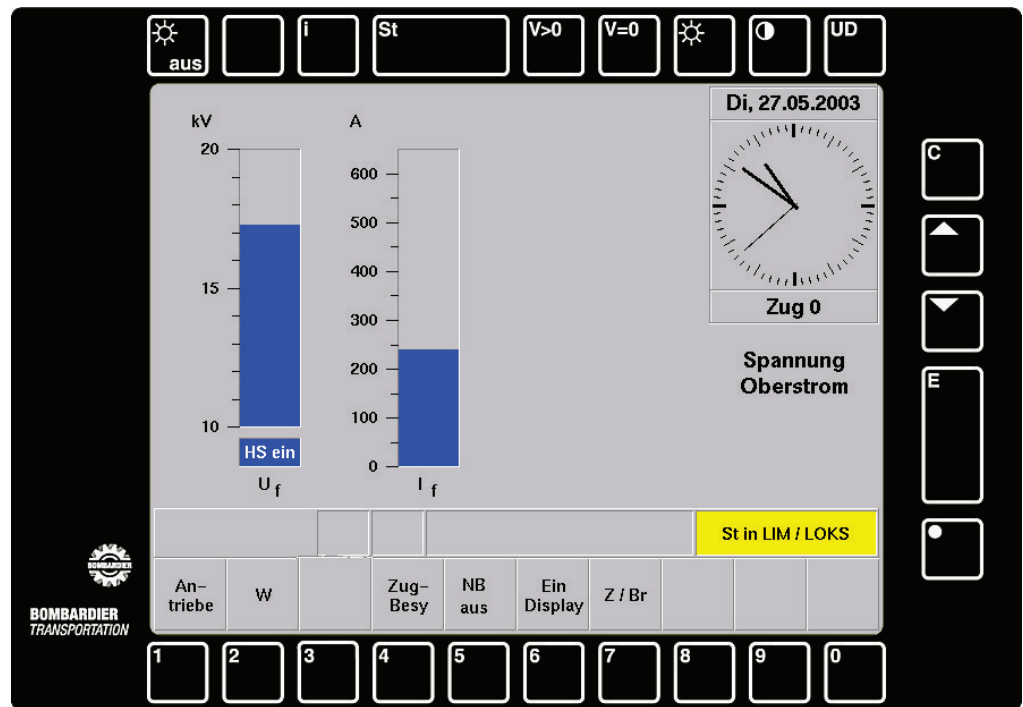 aus
i
St
V>0
V=0
UD
Di, 27.05.2003
kV
A
20
15
10
600
500
400
300
200
100
0
HS ein
U f
I f
Zug 0
Spannung
Oberstrom
C
E
St in LIM / LOKS
An-
triebe
W
Zug-
Besy
NB
aus
Ein
Display
Z / Br
BOMBARDIER
BOMBARDIER
TRANSPORTATION
1
2
3
4
5
6
7
8
9
0